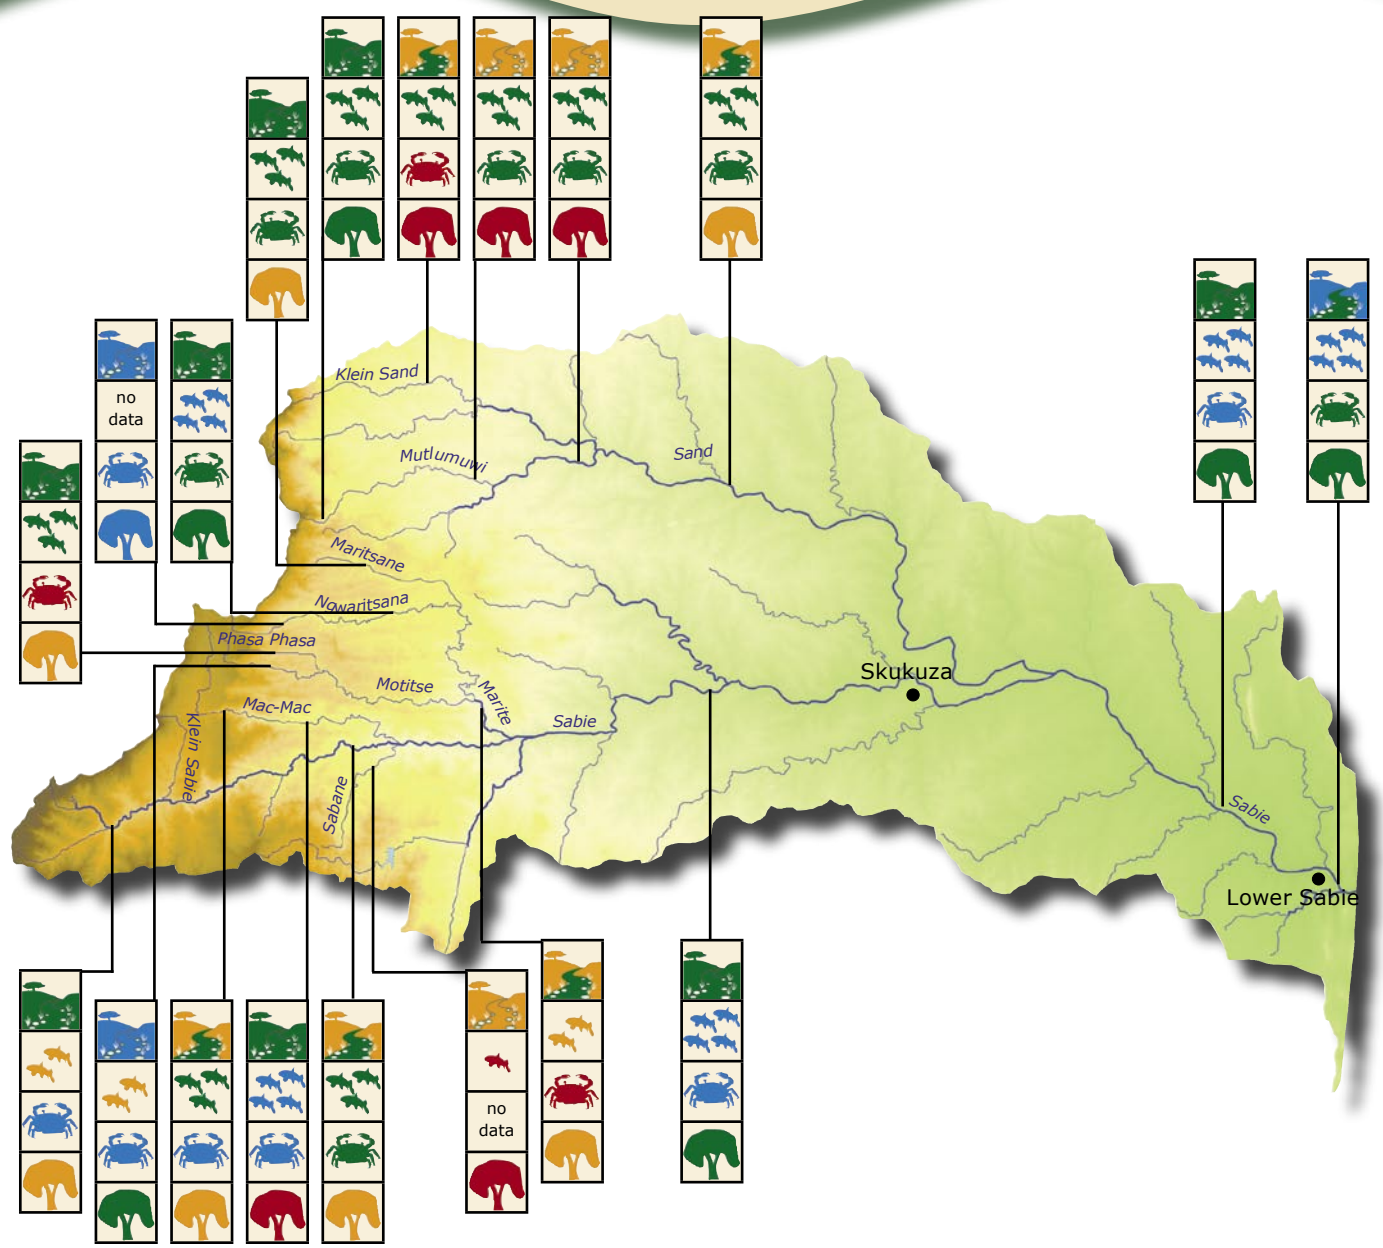 no
data
Klein Sand
Mutlumuwi
Sand
Maritsane
Nowaritsana
Phasa Phasa
Skukuza
Motitse
Marite
Mac-Mac
Sabie
Klein Sabie
Sabane
Sabie
Lower Sabie
no
data